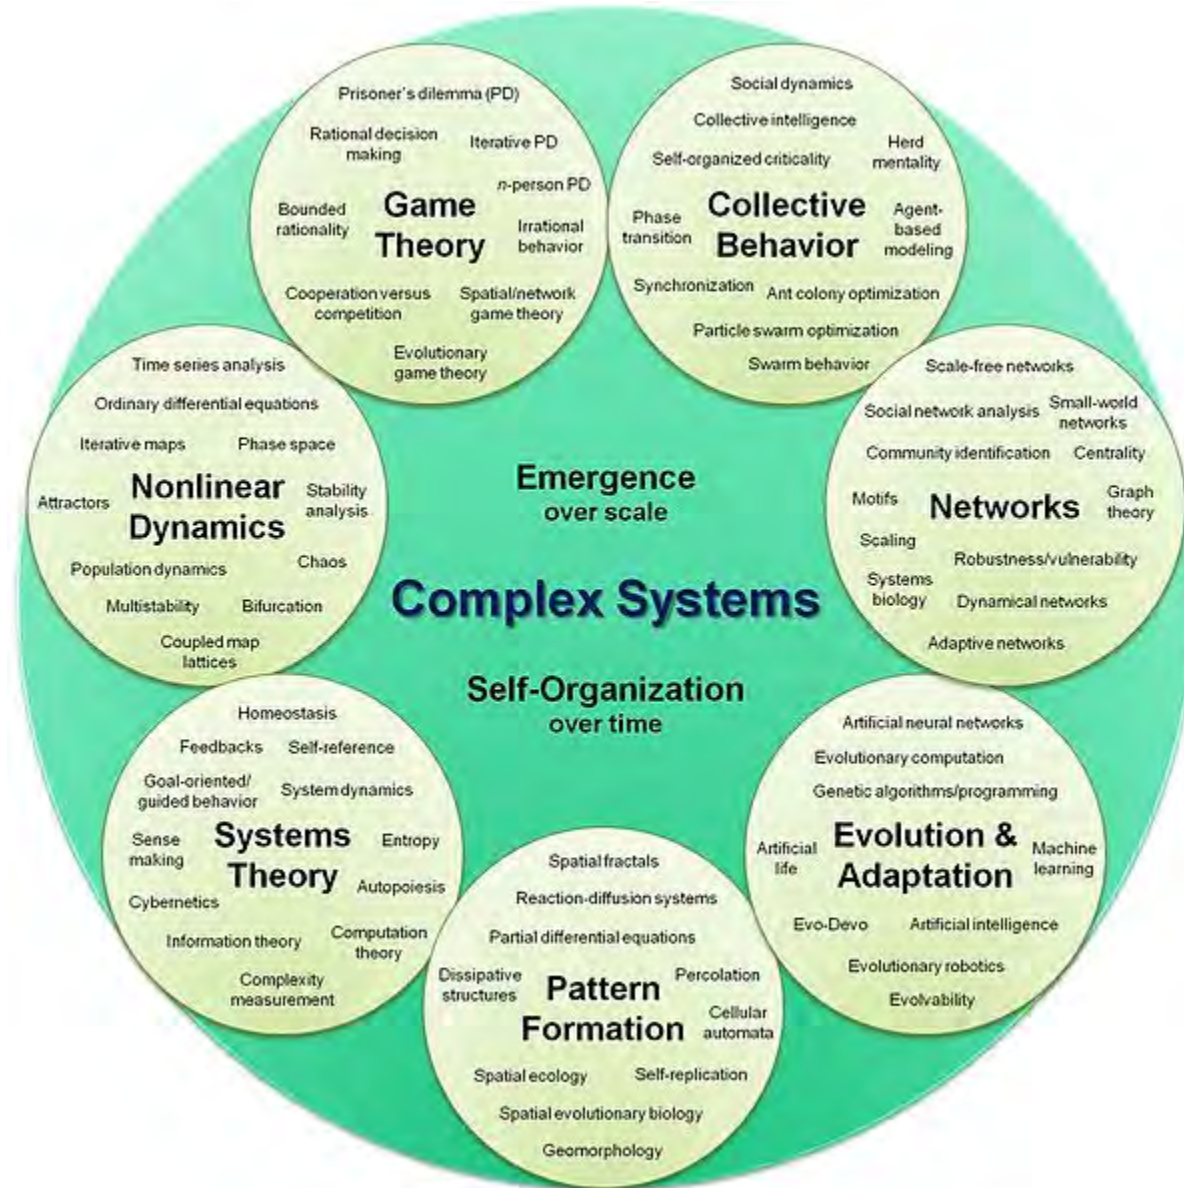 Prisoner's dilemma (PD)
Rational decision
making
Iterative PD
n-person PD
Bounded
rationality
Game
Theory
Irrational
behavior
Cooperation versus
competition
Spatial/network
game theory
Evolutionary
game theory
Social dynamics
Collective intelligence
Self-organized criticality
Herd
mentality
Phase
transition
Collective
Behavior
Agent-
based
modeling
Synchronization
Ant colony optimization
Particle swarm optimization
Swarm behavior
Time series analysis
Ordinary differential equations
Iterative maps
Phase space
Attractors
Nonlinear
Dynamics
Stability
analysis
Population dynamics
Chaos
Multistability
Bifurcation
Coupled map
lattices
Emergence
over scale
Complex Systems
Self-Organization
over time
Scale-free networks
Social network analysis
Small-world
networks
Community identification
Centrality
Motifs
Networks
Graph
theory
Scaling
Robustness/vulnerability
Systems
biology
Dynamical networks
Adaptive networks
Homeostasis
Feedbacks
Self-reference
Goal-oriented/
guided behavior
System dynamics
Sense
making
Systems
Theory
Entropy
Autopoiesis
Cybernetics
Information theory
Computation
theory
Complexity
measurement
Spatial fractals
Reaction-diffusion systems
Partial differential equations
Dissipative
structures
Pattern
Formation
Percolation
Cellular
automata
Spatial ecology
Self-replication
Spatial evolutionary biology
Geomorphology
Artificial neural networks
Evolutionary computation
Genetic algorithms/programming
Artificial
life
Evolution &
Adaptation
Machine
learning
Evo-Devo
Artificial intelligence
Evolutionary robotics
Evolvability